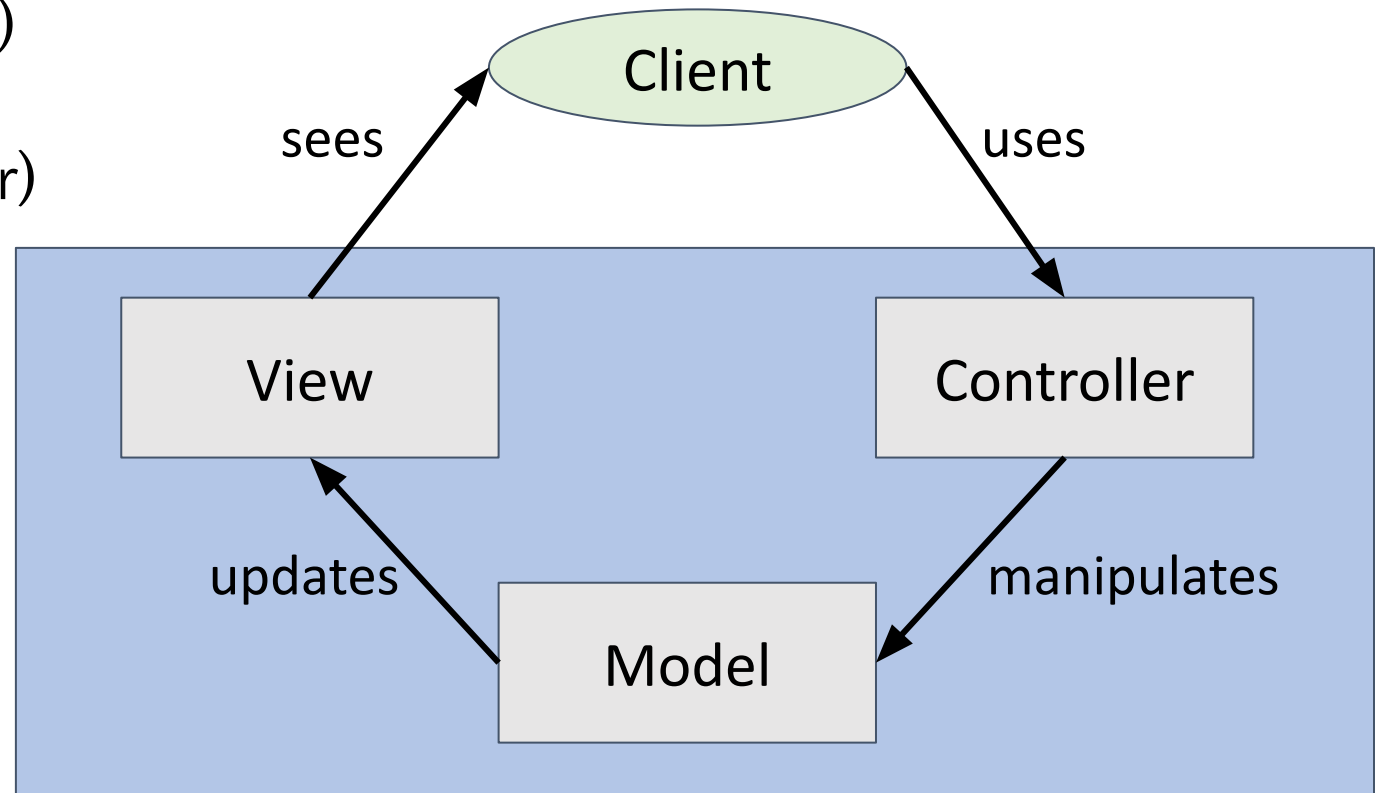 )
Client
sees
uses
r)
View
Controller
updates
manipulates
Model